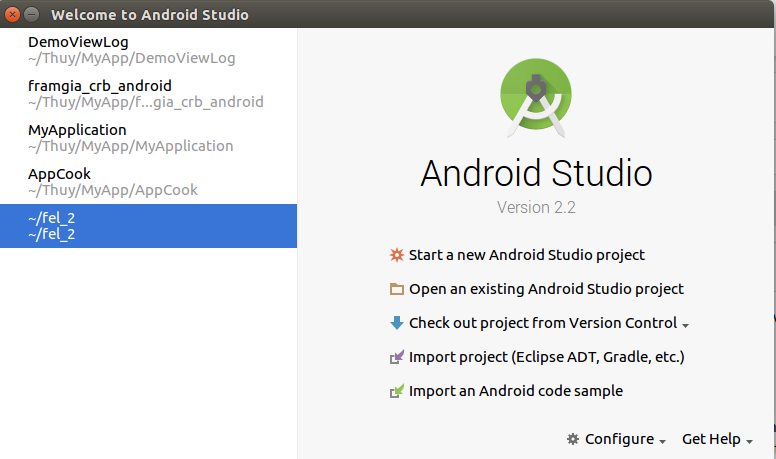 Welcome to Android Studio
DemoViewLog
~/Thuy/MyApp/DemoViewLog
framgia_crb_android
~/Thuy/MyApp/f...gia_crb_android
MyApplication
~/Thuy/MyApp/MyApplication
AppCook
~/Thuy/MyApp/AppCook
~/fel_2
~/fel_2
Android Studio
Version 2.2
Start a new Android Studio project
Open an existing Android Studio project
Check out project from Version Control
Import project (Eclipse ADT, Gradle, etc.)
Import an Android code sample
Configure
Get Help